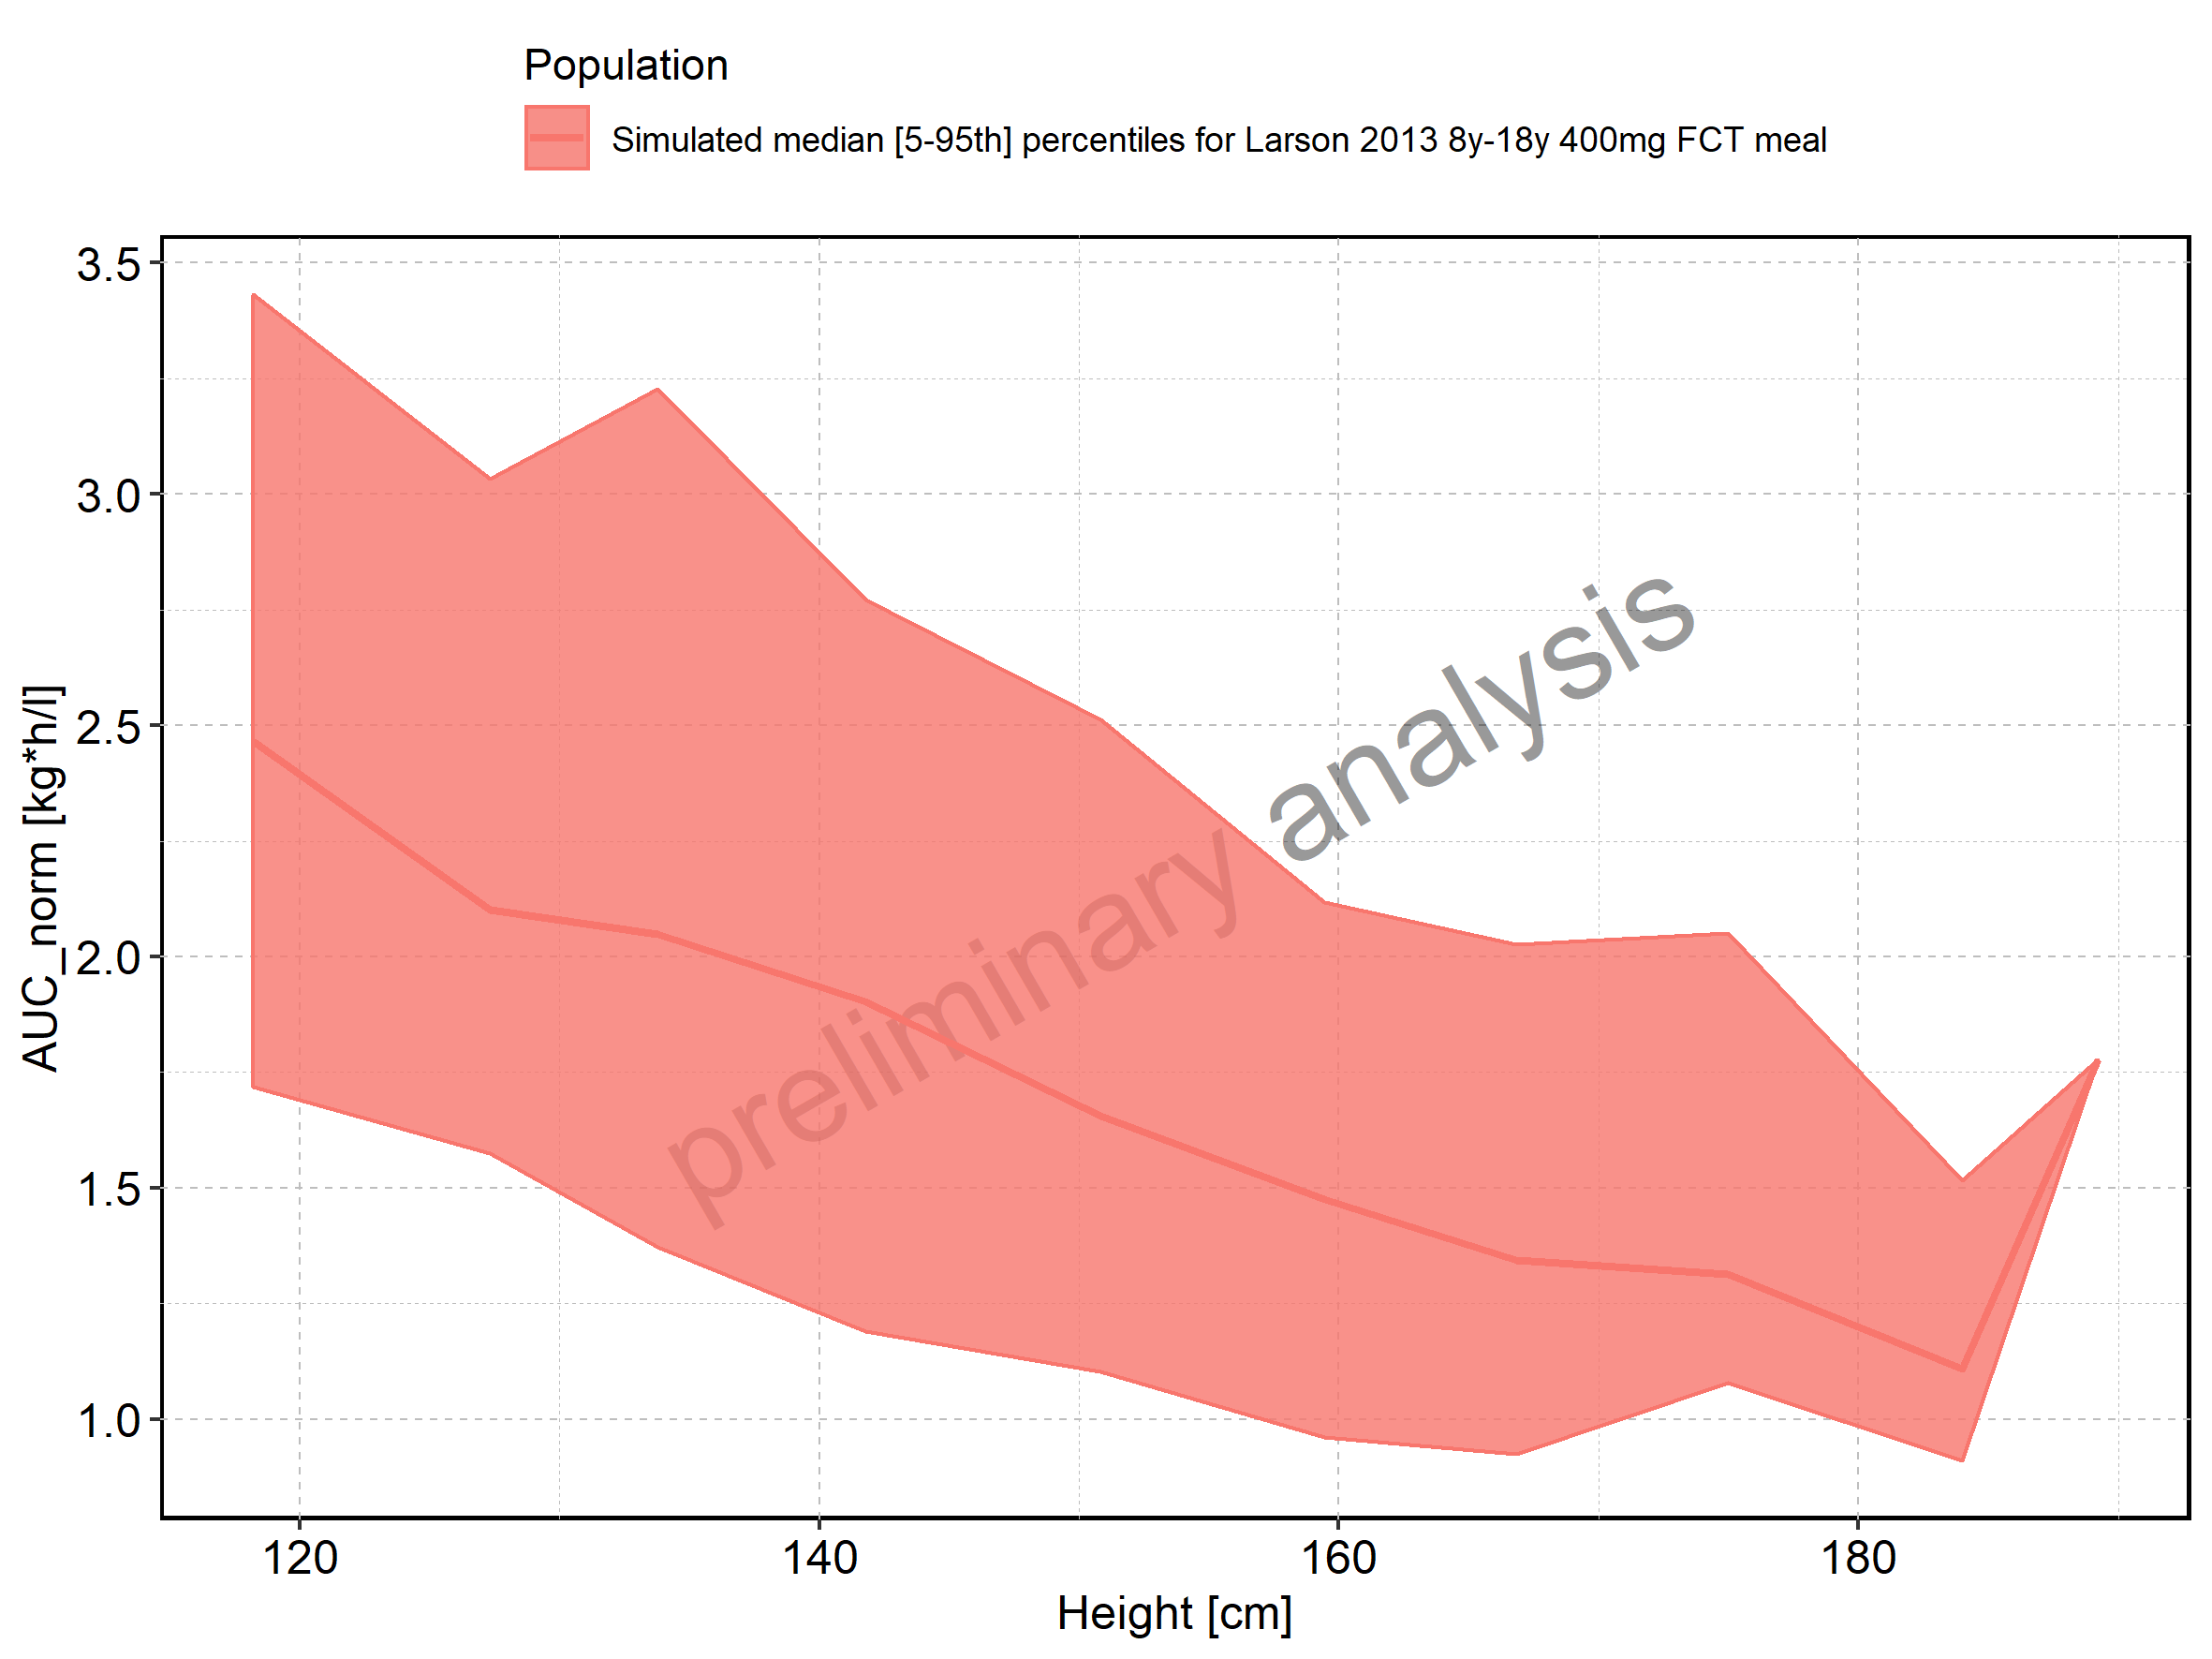 Population
Simulated median [5-95th] percentiles for Larson 2013 8y-18y 400mg FCT meal
3.5
3.0
2.5
2.0
1.5
1.0
AUC_norm [kg*h/l]
preliminary analysis
120 140 160 180
Height [cm]